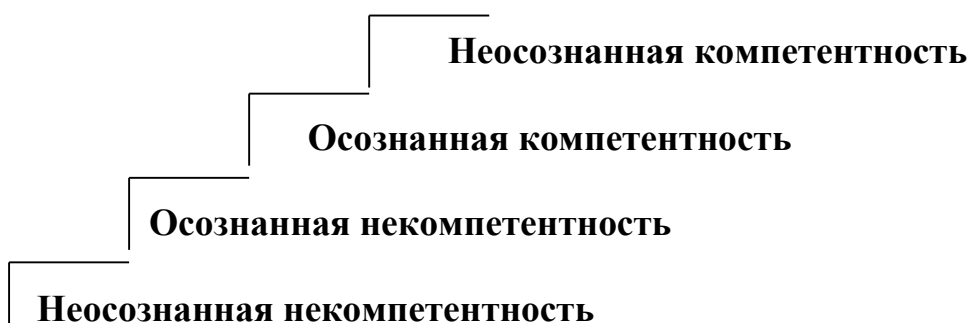 Неосознанная компетентность
Осознанная компетентность
Осознанная некомпетентность
Неосознанная некомпетентность